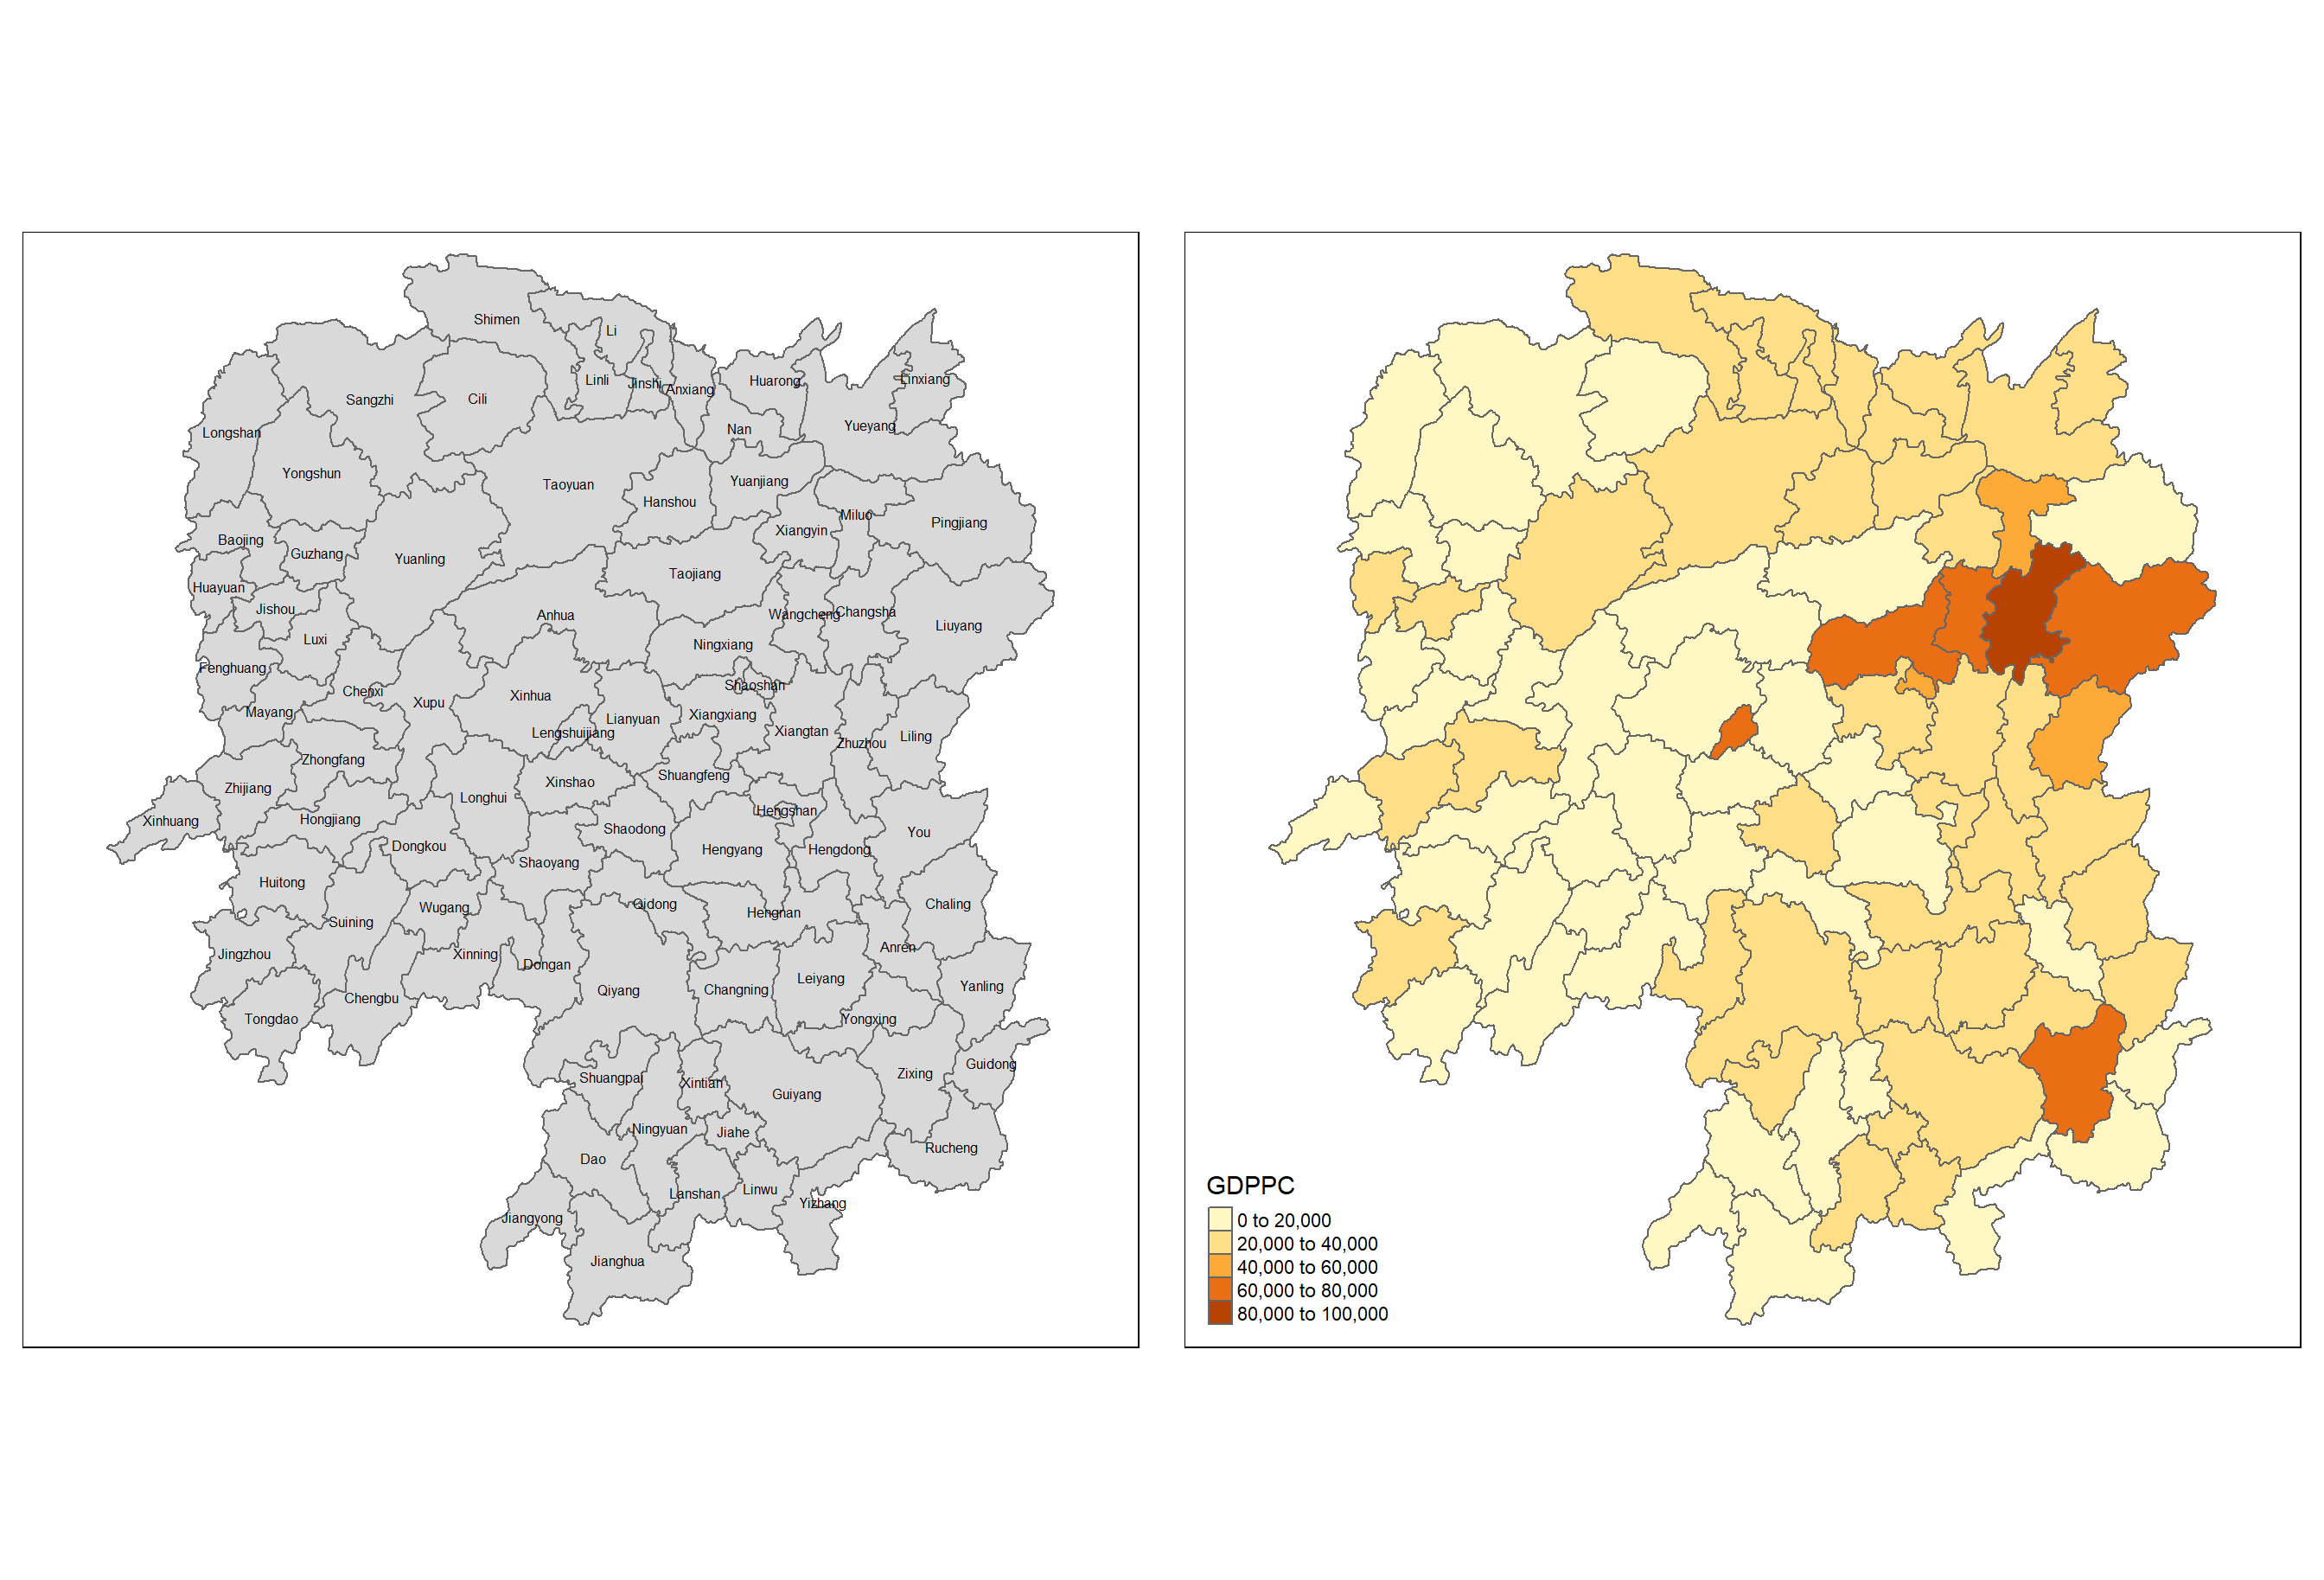 Shimen
Li
Linli
Jinshi
Anxiang
Huarong
Linxiang
Sangzhi
Cili
Longshan
Nan
Yueyang
Yongshun
Taoyuan
Yuanjiang
Hanshou
Miluo
Pingjiang
Xiangyin
Baojing
Guzhang
Yuanling
Taojiang
Huayuan
Jishou
Anhua
Wangcheng
Changsha
Liuyang
Luxi
Ningxiang
Fenghuang
Shaoshan
Chenxi
Xinhua
Xupu
Mayang
Lianyuan
Xiangxiang
Lengshuijiang
Xiangtan
Zhuzhou
Liling
Zhongfang
Shuangfeng
Zhijiang
Xinshao
Longhui
Hengshan
Xinhuang
Hongjiang
Shaodong
You
Dongkou
Hengyang
Hengdong
Shaoyang
Huitong
Suining
Wugang
Qidong
Hengnan
Chaling
Anren
Jingzhou
Xinning
Dongan
Leiyang
Yanling
Chengbu
Qiyang
Changning
Tongdao
Yongxing
Guidong
Shuangpai
Xintian
Zixing
Guiyang
Ningyuan
Jiahe
Rucheng
Dao
Lanshan
Linwu
Yizhang
Jiangyong
Jianghua
GDPPC
0 to 20,000
20,000 to 40,000
40,000 to 60,000
60,000 to 80,000
80,000 to 100,000